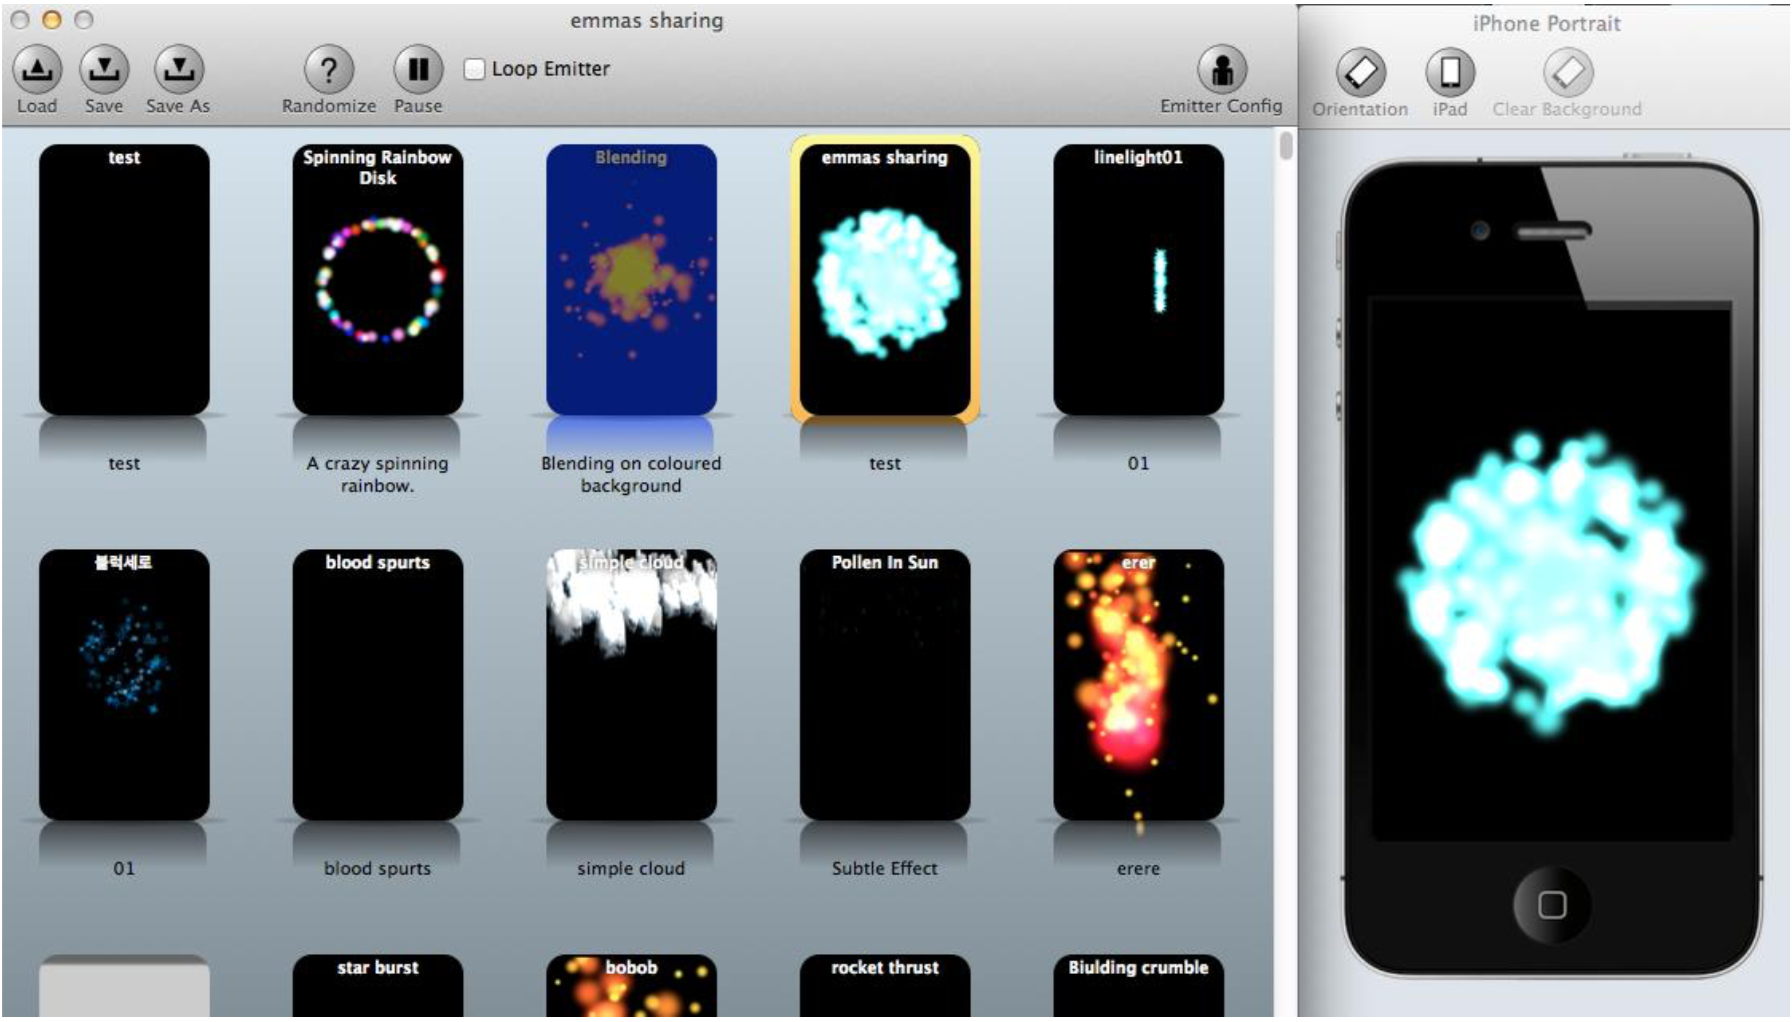 emmas sharing
iPhone Portrait
Load
Save
Save As
?
Randomize
Pause
Loop Emitter
Emitter Config
Orientation
iPad
Clear Background
test
Spinning Rainbow
Disk
Blending
emmas sharing
linelight01
test
A crazy spinning
rainbow.
Blending on coloured
background
test
01
블럭세로
blood spurts
simple cloud
Pollen In Sun
erer
01
blood spurts
simple cloud
Subtle Effect
erere
star burst
bobob
rocket thrust
Biulding crumble